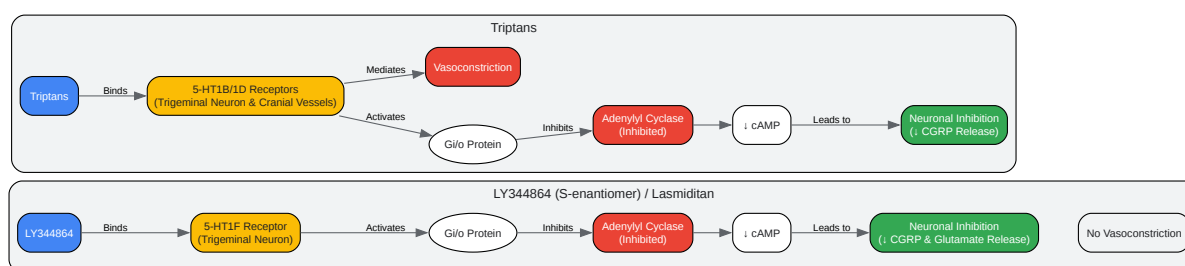 Triptans
Triptans
Binds
5-HT1B/1D Receptors
(Trigeminal Neuron & Cranial Vessels)
Mediates
Vasoconstriction
Activates
Gi/o Protein
Inhibits
Adenylyl Cyclase
(Inhibited)
↓ cAMP
Leads to
Neuronal Inhibition
(↓ CGRP Release)
LY344864 (S-enantiomer) / Lasmiditan
LY344864
Binds
5-HT1F Receptor
(Trigeminal Neuron)
Activates
Gi/o Protein
Inhibits
Adenylyl Cyclase
(Inhibited)
↓ cAMP
Leads to
Neuronal Inhibition
(↓ CGRP & Glutamate Release)
No Vasoconstriction